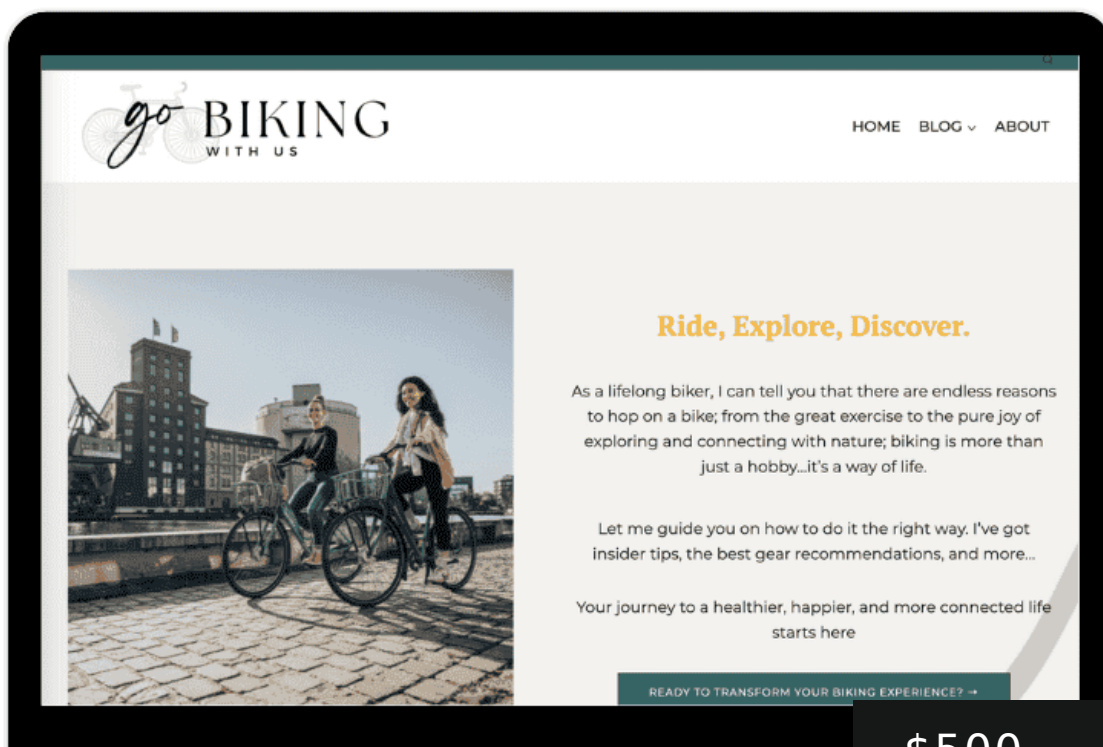 go BIKING
WITH US
HOME BLOG ABOUT
Ride, Explore, Discover.
As a lifelong biker, I can tell you that there are endless reasons
to hop on a bike; from the great exercise to the pure joy of
exploring and connecting with nature; biking is more than
just a hobby...it's a way of life.
Let me guide you on how to do it the right way. I've got
insider tips, the best gear recommendations, and more...
Your journey to a healthier, happier, and more connected life
starts here
READY TO TRANSFORM YOUR BIKING EXPERIENCE? →
$500